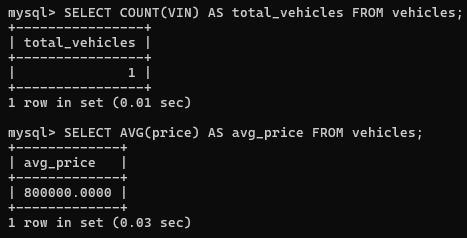 mysql> SELECT COUNT(VIN) AS total_vehicles FROM vehicles;
+----------------+
| total_vehicles |
+----------------+
|              1 |
+----------------+
1 row in set (0.01 sec)

mysql> SELECT AVG(price) AS avg_price FROM vehicles;
+-------------+
| avg_price   |
+-------------+
| 800000.0000 |
+-------------+
1 row in set (0.03 sec)